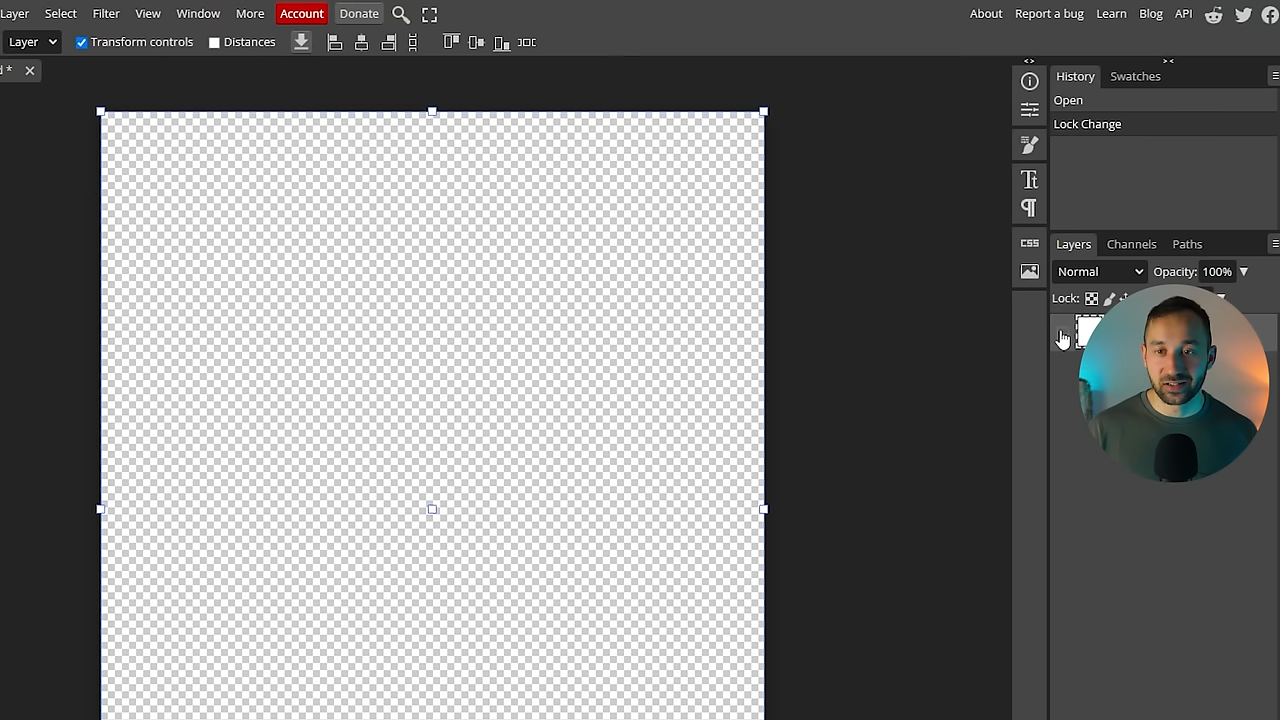 Layer Select Filter View Window More Account Donate About Report a bug Learn Blog API
Layer Transform controls Distances
d * 
History Swatches
Open
Lock Change
CSS
Layers Channels Paths
Normal Opacity: 100%
Lock: